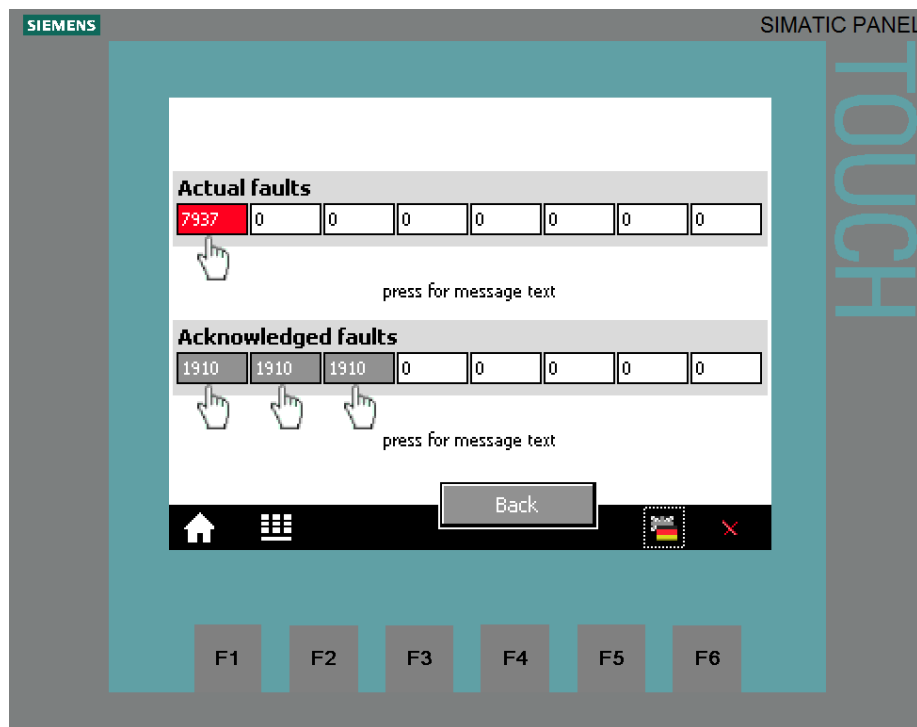 SIEMENS
SIMATIC PANEL
TOUCH
Actual faults
7937 0 0 0 0 0 0 0
press for message text
Acknowledged faults
1910 1910 1910 0 0 0 0 0
press for message text
Back
F1 F2 F3 F4 F5 F6